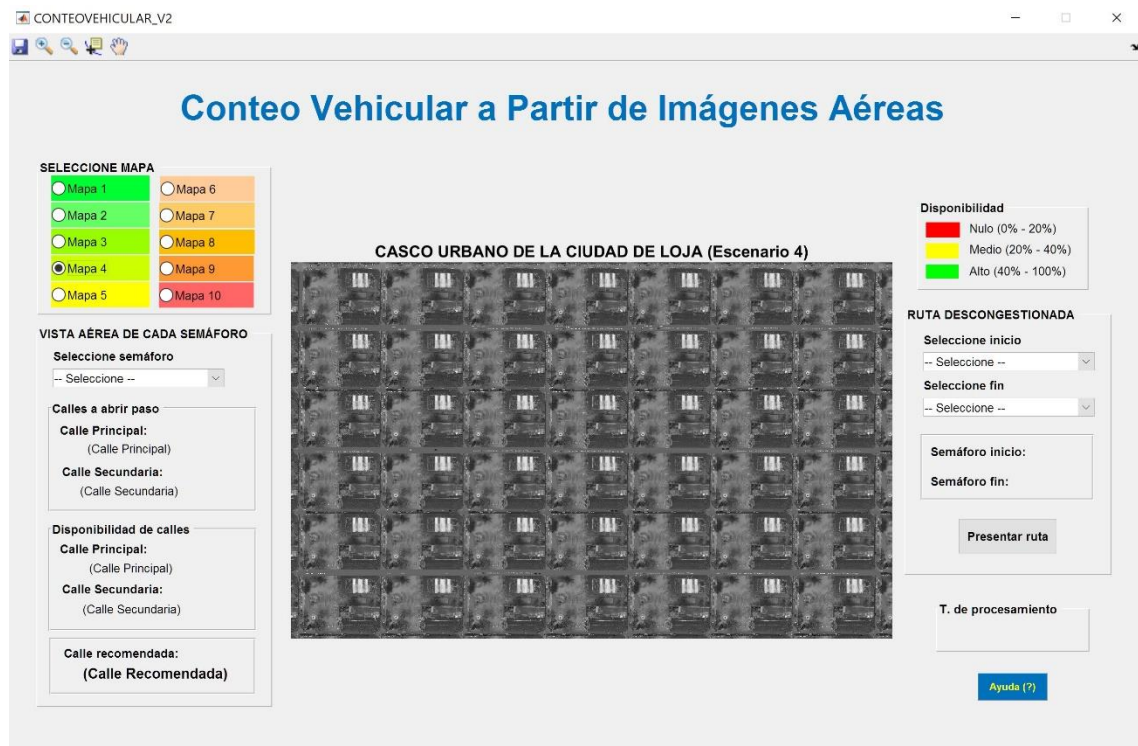 CONTEOVEHICULAR_V2
Conteo Vehicular a Partir de Imágenes Aéreas
SELECCIONE MAPA
Mapa 1
Mapa 6
Mapa 2
Mapa 7
Mapa 3
Mapa 8
Mapa 4
Mapa 9
Mapa 5
Mapa 10
VISTA AÉREA DE CADA SEMÁFORO
Seleccione semáforo
-- Seleccione --
Calles a abrir paso
Calle Principal:
(Calle Principal)
Calle Secundaria:
(Calle Secundaria)
Disponibilidad de calles
Calle Principal:
(Calle Principal)
Calle Secundaria:
(Calle Secundaria)
Calle recomendada:
(Calle Recomendada)
CASCO URBANO DE LA CIUDAD DE LOJA (Escenario 4)
Disponibilidad
Nulo (0% - 20%)
Medio (20% - 40%)
Alto (40% - 100%)
RUTA DESCONGESTIONADA
Seleccione inicio
-- Seleccione --
Seleccione fin
-- Seleccione --
Semáforo inicio:
Semáforo fin:
Presentar ruta
T. de procesamiento
Ayuda (?)